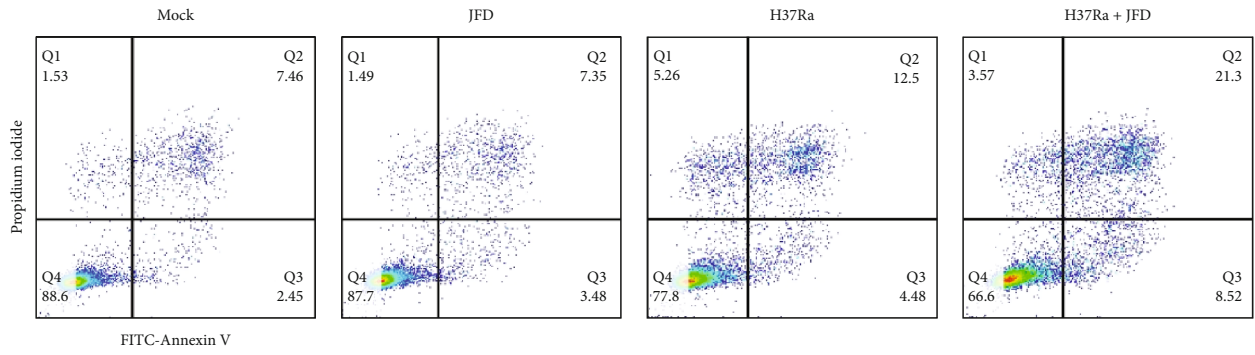 Mock
JFD
H37Ra
H37Ra + JFD
Propidium iodide
Q1
1.53
Q2
7.46
Q4
88.6
Q3
2.45
Q1
1.49
Q2
7.35
Q4
87.7
Q3
3.48
Q1
5.26
Q2
12.5
Q4
77.8
Q3
4.48
Q1
3.57
Q2
21.3
Q4
66.6
Q3
8.52
FITC-Annexin V